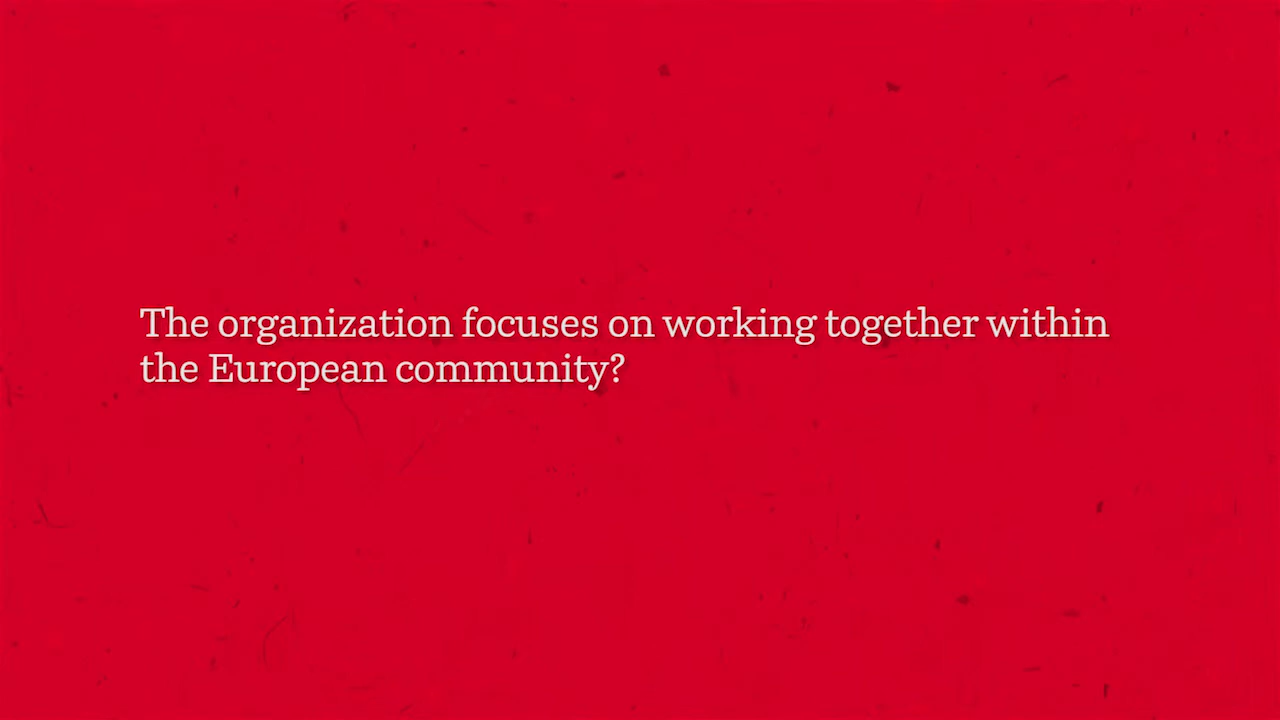 The organization focuses on working together within
the European community?